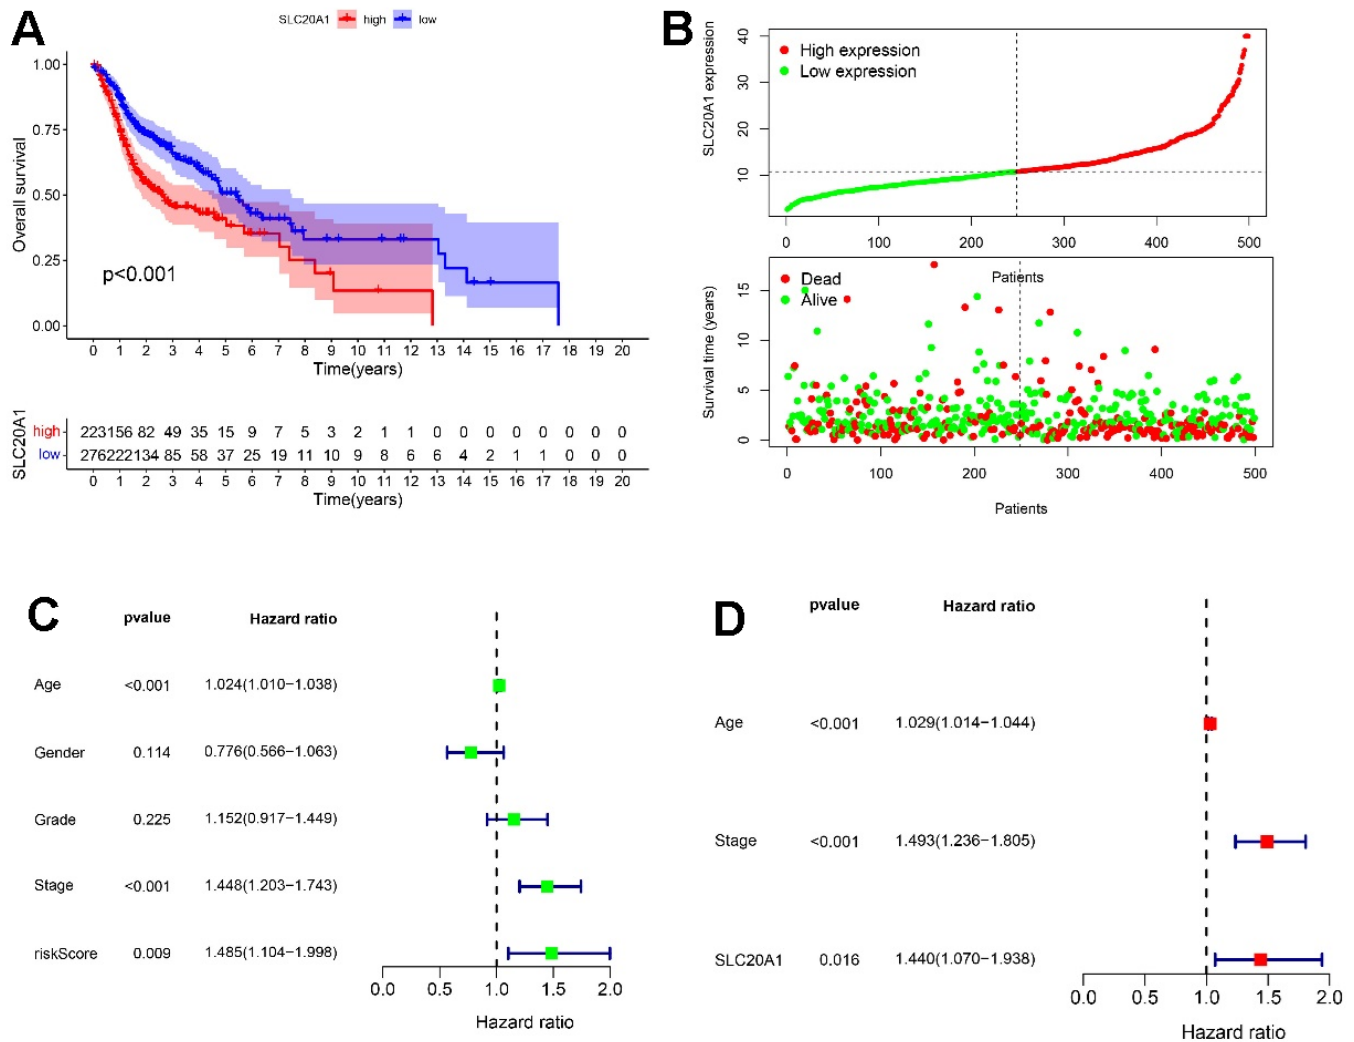 A
SLC20A1 high low
1.00
0.75
0.50
0.25
0.00
Overall survival
p<0.001
0 1 2 3 4 5 6 7 8 9 10 11 12 13 14 15 16 17 18 19 20
Time(years)
SLC20A1
high 223 156 82 49 35 15 9 7 5 3 2 1 1 0 0 0 0 0 0 0 0
low 276 222 134 85 58 37 25 19 11 10 9 8 6 6 4 2 1 1 0 0 0
0 1 2 3 4 5 6 7 8 9 10 11 12 13 14 15 16 17 18 19 20
Time(years)
B
SLC20A1 expression
40
30
20
10
High expression
Low expression
0 100 200 300 400 500
Patients
Survival time (years)
15
10
5
0
Dead
Alive
0 100 200 300 400 500
Patients
C
pvalue Hazard ratio
Age <0.001 1.024(1.010−1.038)
Gender 0.114 0.776(0.566−1.063)
Grade 0.225 1.152(0.917−1.449)
Stage <0.001 1.448(1.203−1.743)
riskScore 0.009 1.485(1.104−1.998)
0.0 0.5 1.0 1.5 2.0
Hazard ratio
D
pvalue Hazard ratio
Age <0.001 1.029(1.014−1.044)
Stage <0.001 1.493(1.236−1.805)
SLC20A1 0.016 1.440(1.070−1.938)
0.0 0.5 1.0 1.5 2.0
Hazard ratio